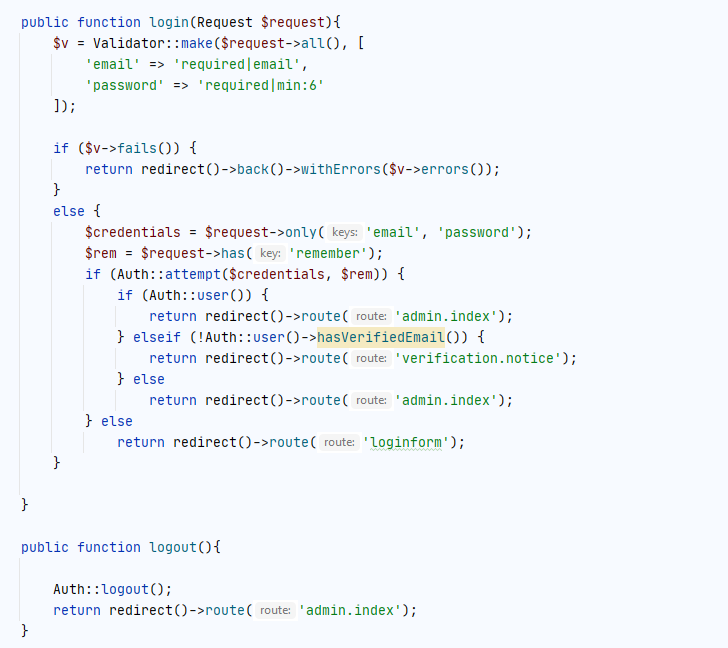 public function login(Request $request){
    $v = Validator::make($request->all(), [
        'email' => 'required|email',
        'password' => 'required|min:6'
    ]);

    if ($v->fails()) {
        return redirect()->back()->withErrors($v->errors());
    }
    else {
        $credentials = $request->only( keys: 'email', 'password');
        $rem = $request->has( key: 'remember');
        if (Auth::attempt($credentials, $rem)) {
            if (Auth::user()) {
                return redirect()->route( route: 'admin.index');
            } elseif (!Auth::user()->hasVerifiedEmail()) {
                return redirect()->route( route: 'verification.notice');
            } else
                return redirect()->route( route: 'admin.index');
        } else
            return redirect()->route( route: 'loginform');
    }

}

public function logout(){

    Auth::logout();
    return redirect()->route( route: 'admin.index');
}